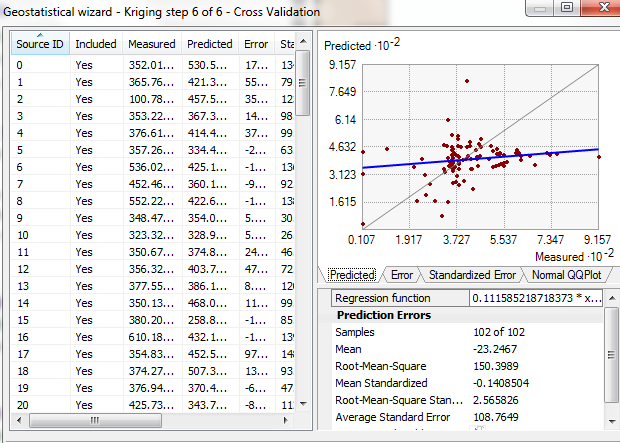 Geostatistical wizard - Kriging step 6 of 6 - Cross Validation
Source ID Included Measured Predicted Error Sta
0 Yes 352.01... 530.5... 17...
1 Yes 365.76... 421.3... 55... 79.
2 Yes 100.78... 457.5... 35...
3 Yes 353.22... 367.3... 14... 98.
4 Yes 376.61... 414.4... 37... 99.
5 Yes 357.26... 334.4... -2... 63.
6 Yes 536.02... 425.1... -1...
7 Yes 452.46... 360.1... -9... 92.
8 Yes 552.22... 422.6... -1...
9 Yes 348.47... 354.0... 5... 30.
10 Yes 323.32... 328.9... 5... 26.
11 Yes 350.67... 374.8... 24... 46.
12 Yes 356.32... 403.7... 47... 72.
13 Yes 377.55... 386.1... 8...
14 Yes 350.13... 468.0... 11... 99.
15 Yes 380.20... 258.8... -1... 85.
16 Yes 610.18... 432.1... -1...
17 Yes 354.83... 452.5... 97... 148
18 Yes 374.27... 507.3... 13... 93.
19 Yes 376.94... 370.4... -6... 47.
20 Yes 425.73... 343.7... -8...
Predicted ·10-2
9.157
7.649
6.14
4.632
3.123
1.615
0.107 1.917 3.727 5.537 7.347 9.157
Measured ·10-2
Predicted Error Standardized Error Normal QQPlot
Regression function 0.111585218718373 * x...
Prediction Errors
Samples 102 of 102
Mean -23.2467
Root-Mean-Square 150.3989
Mean Standardized -0.1408504
Root-Mean-Square Stan... 2.565826
Average Standard Error 108.7649